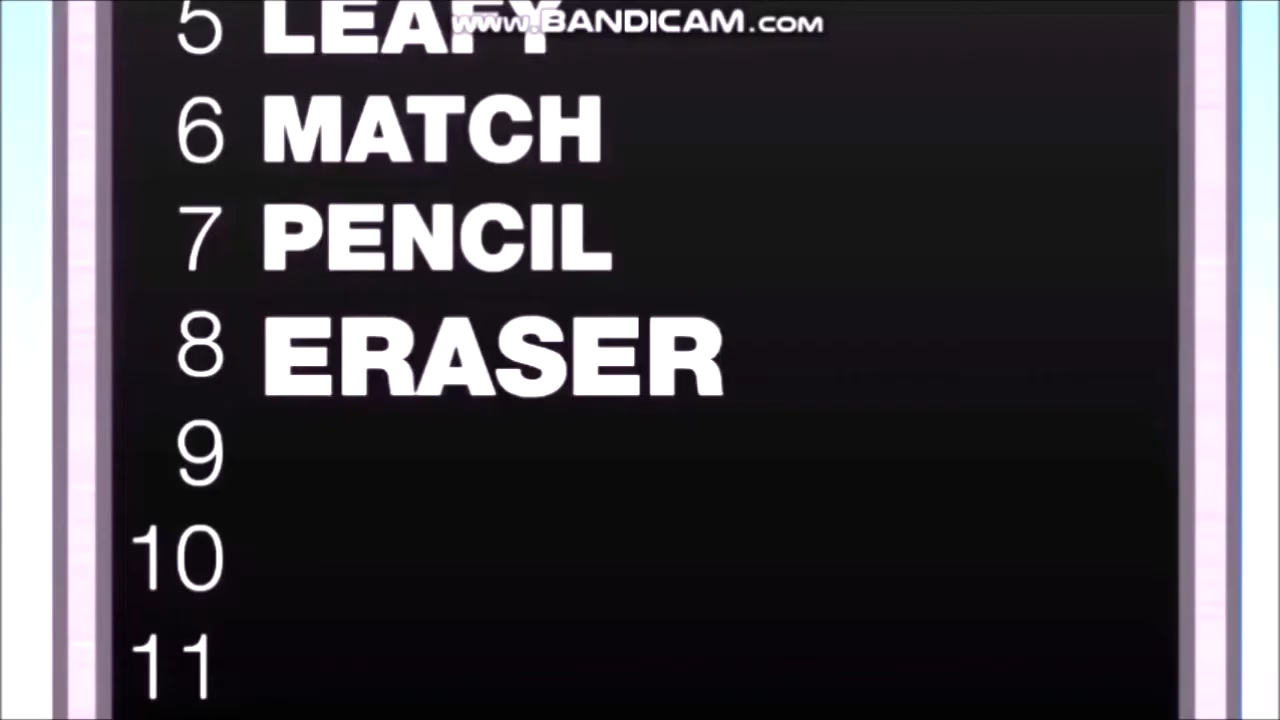 www.BANDICAM.com
5 LEAFY
6 MATCH
7 PENCIL
8 ERASER
9
10
11